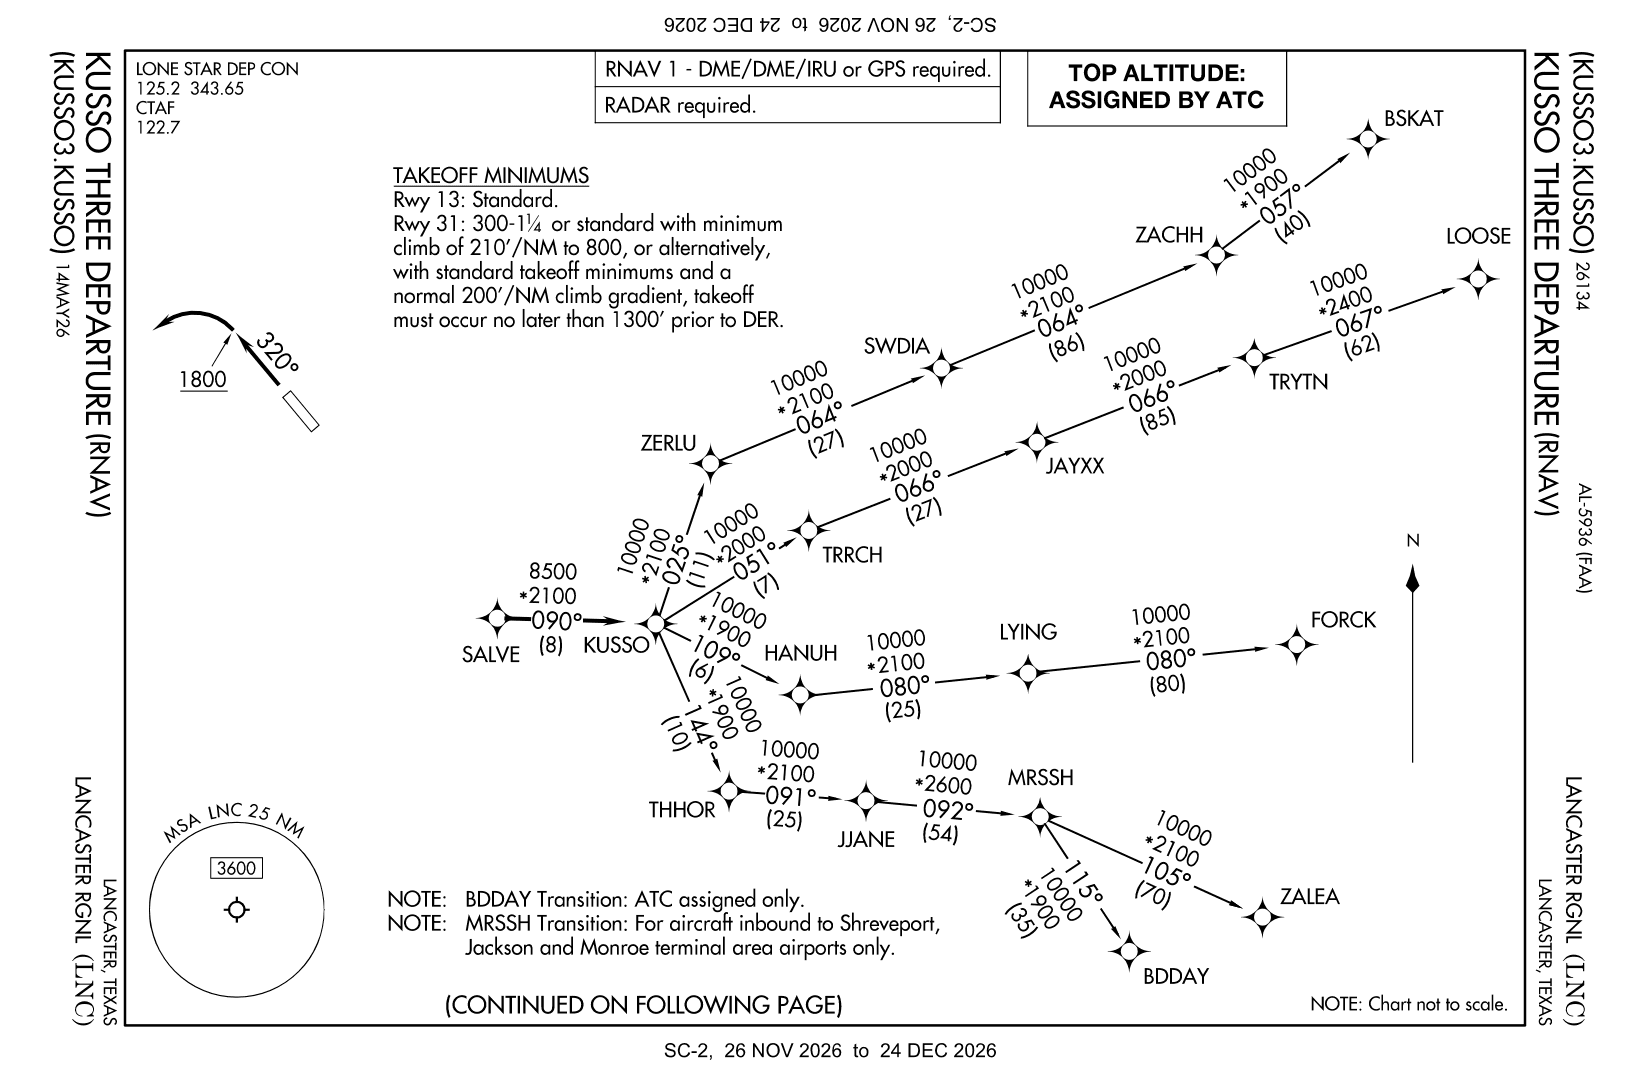 SC-2, 26 NOV 2026 to 24 DEC 2026
(KUSSO3.KUSSO) 14MAY26
KUSSO THREE DEPARTURE (RNAV)
LANCASTER RGNL (LNC)
LANCASTER, TEXAS
LONE STAR DEP CON
125.2 343.65
CTAF
122.7
RNAV 1 - DME/DME/IRU or GPS required.
RADAR required.
TOP ALTITUDE:
ASSIGNED BY ATC
TAKEOFF MINIMUMS
Rwy 13: Standard.
Rwy 31: 300-1¼ or standard with minimum
climb of 210'/NM to 800, or alternatively,
with standard takeoff minimums and a
normal 200'/NM climb gradient, takeoff
must occur no later than 1300' prior to DER.
320°
1800
BSKAT
10000
*1900
057°
(40)
ZACHH
10000
*2100
064°
(86)
SWDIA
10000
*2100
064°
(27)
ZERLU
10000
*2100
025°
(11)
LOOSE
10000
*2400
067°
(62)
TRYTN
10000
*2000
066°
(85)
JAYXX
10000
*2000
066°
(27)
TRRCH
10000
*2000
051°
(7)
8500
*2100
090°
(8)
SALVE
KUSSO
10000
*1900
109°
(6)
HANUH
10000
*2100
080°
(25)
LYING
10000
*2100
080°
(80)
FORCK
N
10000
*1900
144°
(10)
THHOR
10000
*2100
091°
(25)
JJANE
10000
*2600
092°
(54)
MRSSH
10000
*2100
105°
(70)
ZALEA
115°
10000
*1900
(35)
BDDAY
MSA LNC 25 NM
3600
NOTE: BDDAY Transition: ATC assigned only.
NOTE: MRSSH Transition: For aircraft inbound to Shreveport,
Jackson and Monroe terminal area airports only.
(CONTINUED ON FOLLOWING PAGE)
NOTE: Chart not to scale.
(KUSSO3.KUSSO) 26134
KUSSO THREE DEPARTURE (RNAV)
AL-5936 (FAA)
LANCASTER RGNL (LNC)
LANCASTER, TEXAS
SC-2, 26 NOV 2026 to 24 DEC 2026